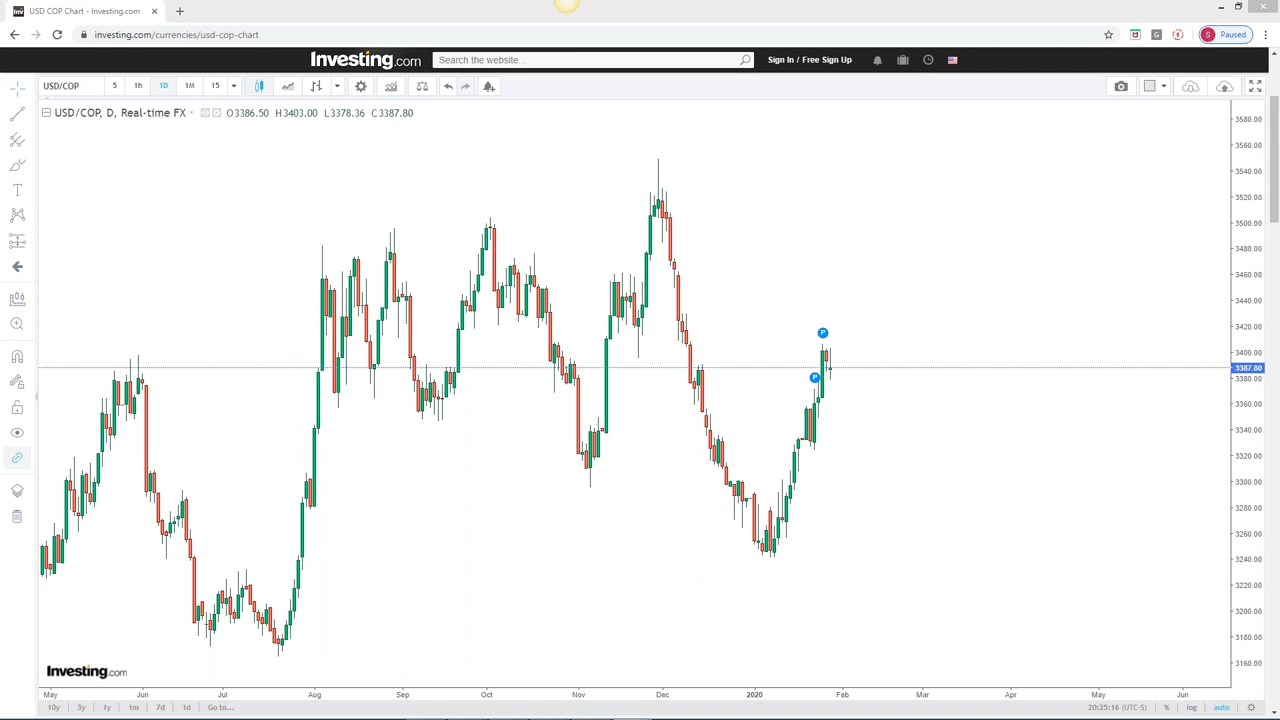 USD COP Chart - Investing.com
investing.com/currencies/usd-cop-chart
S Paused
Investing.com
Search the website...
Sign In / Free Sign Up
USD/COP 5 1h 1D 1M 15
USD/COP, D, Real-time FX O3386.50 H3403.00 L3378.36 C3387.80
3580.00
3560.00
3540.00
3520.00
3500.00
3480.00
3460.00
3440.00
3420.00
P
3400.00
3387.80
P
3380.00
3360.00
3340.00
3320.00
3300.00
3280.00
3260.00
3240.00
3220.00
3200.00
3180.00
3160.00
Investing.com
May Jun Jul Aug Sep Oct Nov Dec 2020 Feb Mar Apr May Jun
10y 3y 1y 1m 7d 1d Go to... 20:25:16 (UTC-5) % log auto